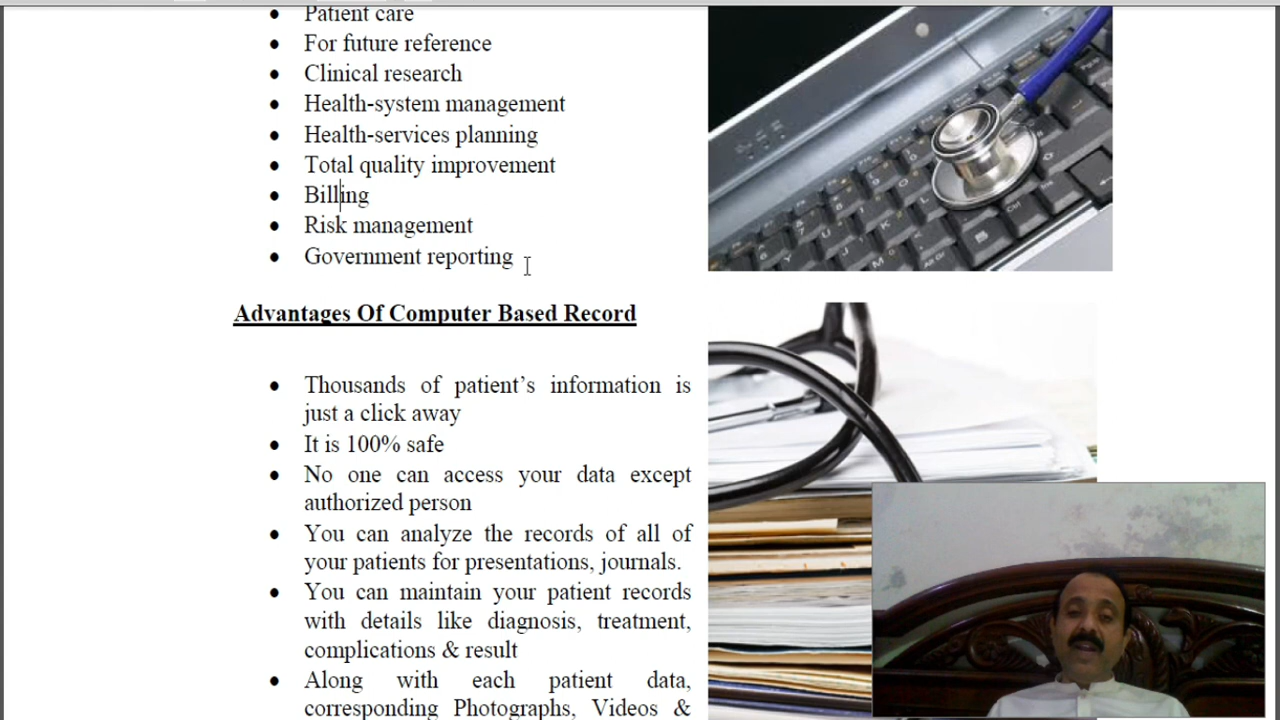 • Patient care
• For future reference
• Clinical research
• Health-system management
• Health-services planning
• Total quality improvement
• Billing
• Risk management
• Government reporting
Advantages Of Computer Based Record
• Thousands of patient’s information is
just a click away
• It is 100% safe
• No one can access your data except
authorized person
• You can analyze the records of all of
your patients for presentations, journals.
• You can maintain your patient records
with details like diagnosis, treatment,
complications & result
• Along with each patient data,
corresponding Photographs, Videos &